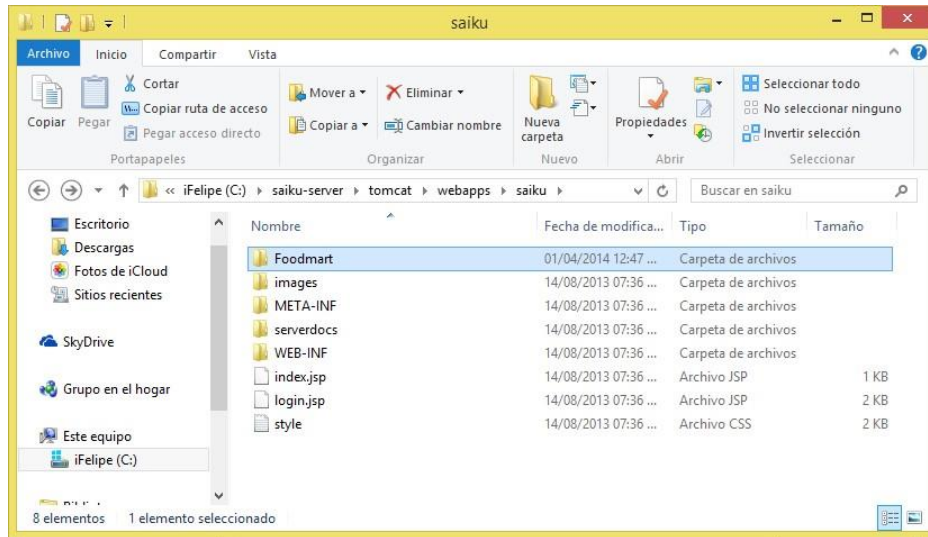 saiku
Archivo Inicio Compartir Vista
Copiar
Pegar
Cortar
Copiar ruta de acceso
Pegar acceso directo
Portapapeles
Mover a
Copiar a
Eliminar
Cambiar nombre
Organizar
Nueva
carpeta
Nuevo
Propiedades
Abrir
Seleccionar todo
No seleccionar ninguno
Invertir selección
Seleccionar
« iFelipe (C:) saiku-server tomcat webapps saiku
Buscar en saiku
Escritorio
Descargas
Fotos de iCloud
Sitios recientes
SkyDrive
Grupo en el hogar
Este equipo
iFelipe (C:)
Nombre Fecha de modifica... Tipo Tamaño
Foodmart 01/04/2014 12:47 ... Carpeta de archivos
images 14/08/2013 07:36 ... Carpeta de archivos
META-INF 14/08/2013 07:36 ... Carpeta de archivos
serverdocs 14/08/2013 07:36 ... Carpeta de archivos
WEB-INF 14/08/2013 07:36 ... Carpeta de archivos
index.jsp 14/08/2013 07:36 ... Archivo JSP 1 KB
login.jsp 14/08/2013 07:36 ... Archivo JSP 2 KB
style 14/08/2013 07:36 ... Archivo CSS 2 KB
8 elementos 1 elemento seleccionado